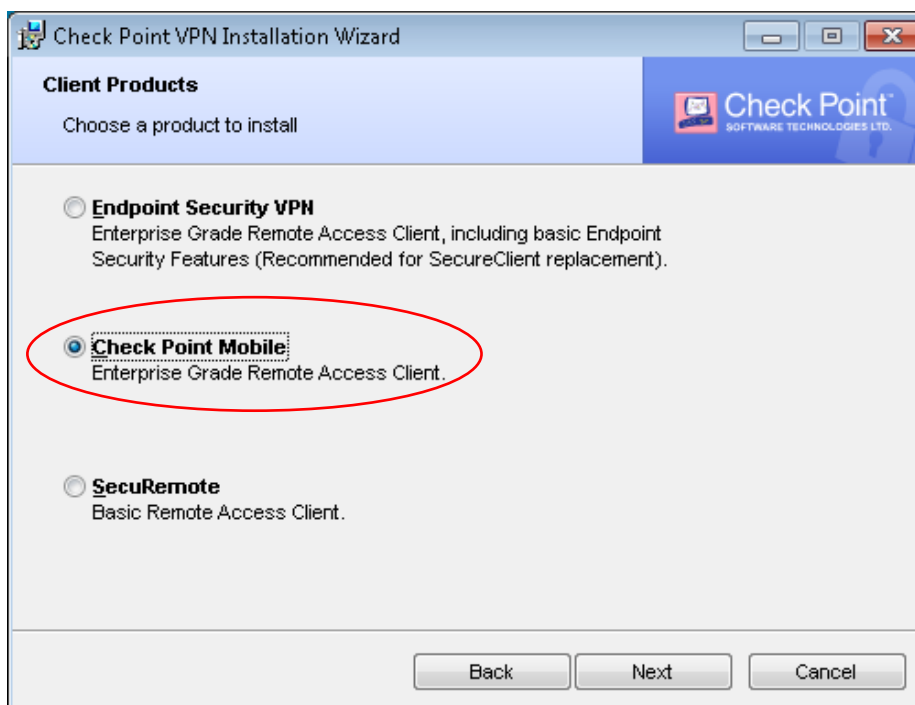 Check Point VPN Installation Wizard
Client Products
Choose a product to install
Check Point™
SOFTWARE TECHNOLOGIES LTD.
Endpoint Security VPN
Enterprise Grade Remote Access Client, including basic Endpoint
Security Features (Recommended for SecureClient replacement).
Check Point Mobile
Enterprise Grade Remote Access Client.
SecuRemote
Basic Remote Access Client.
Back
Next
Cancel